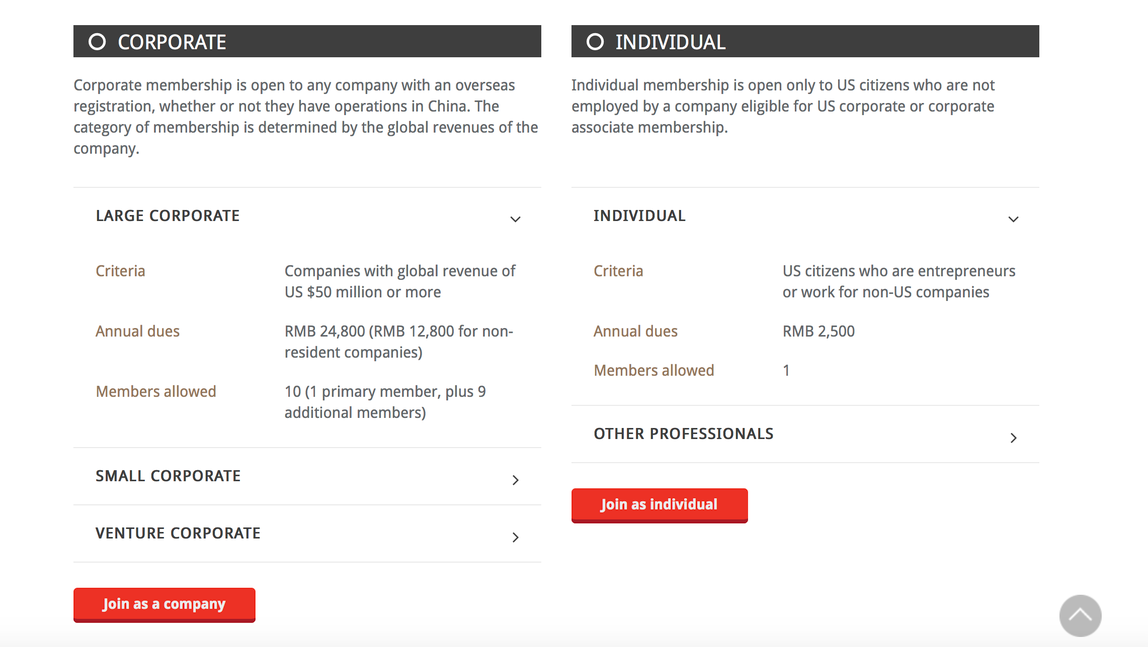 CORPORATE
Corporate membership is open to any company with an overseas
registration, whether or not they have operations in China. The
category of membership is determined by the global revenues of the
company.
LARGE CORPORATE
Criteria
Companies with global revenue of
US $50 million or more
Annual dues
RMB 24,800 (RMB 12,800 for non-
resident companies)
Members allowed
10 (1 primary member, plus 9
additional members)
SMALL CORPORATE
VENTURE CORPORATE
Join as a company
INDIVIDUAL
Individual membership is open only to US citizens who are not
employed by a company eligible for US corporate or corporate
associate membership.
INDIVIDUAL
Criteria
US citizens who are entrepreneurs
or work for non-US companies
Annual dues
RMB 2,500
Members allowed
1
OTHER PROFESSIONALS
Join as individual